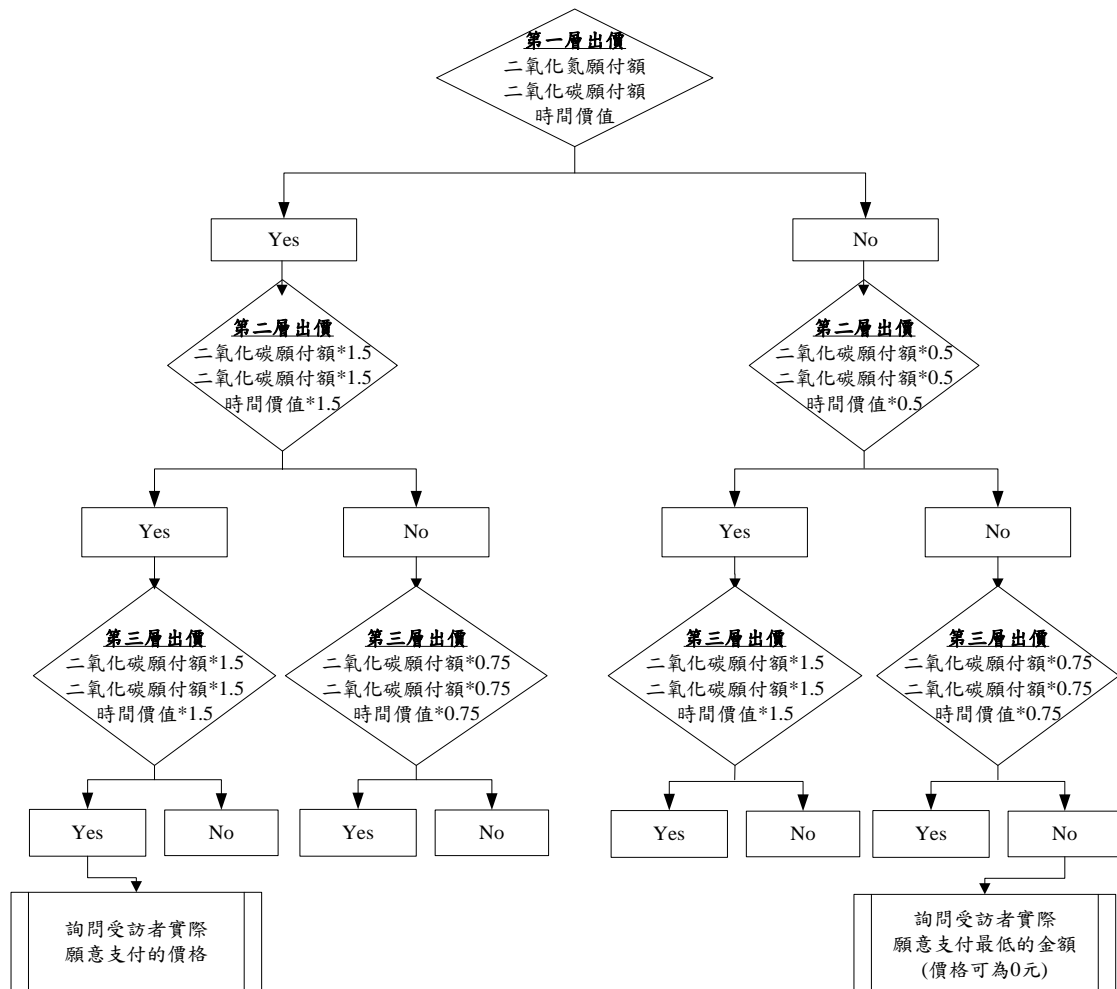 第一層出價
二氧化氮願付額
二氧化碳願付額
時間價值
Yes
No
第二層出價
二氧化碳願付額*1.5
二氧化碳願付額*1.5
時間價值*1.5
第二層出價
二氧化碳願付額*0.5
二氧化碳願付額*0.5
時間價值*0.5
Yes
No
Yes
No
第三層出價
二氧化碳願付額*1.5
二氧化碳願付額*1.5
時間價值*1.5
第三層出價
二氧化碳願付額*0.75
二氧化碳願付額*0.75
時間價值*0.75
第三層出價
二氧化碳願付額*1.5
二氧化碳願付額*1.5
時間價值*1.5
第三層出價
二氧化碳願付額*0.75
二氧化碳願付額*0.75
時間價值*0.75
Yes
No
Yes
No
Yes
No
Yes
No
詢問受訪者實際
願意支付的價格
詢問受訪者實際
願意支付最低的金額
(價格可為0元)